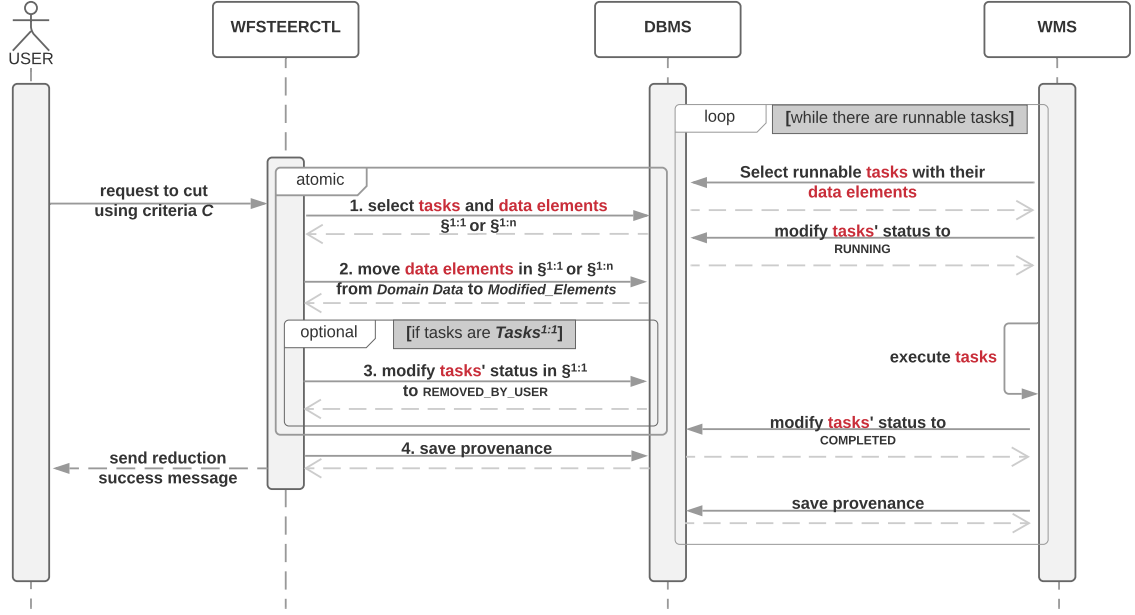 USER
WFSTEERCTL
DBMS
WMS
loop
[while there are runnable tasks]
atomic
request to cut
using criteria C
1. select tasks and data elements
§1:1 or §1:n
2. move data elements in §1:1 or §1:n
from Domain Data to Modified_Elements
optional
[if tasks are Tasks1:1]
3. modify tasks' status in §1:1
to REMOVED_BY_USER
4. save provenance
send reduction
success message
Select runnable tasks with their
data elements
modify tasks' status to
RUNNING
execute tasks
modify tasks' status to
COMPLETED
save provenance